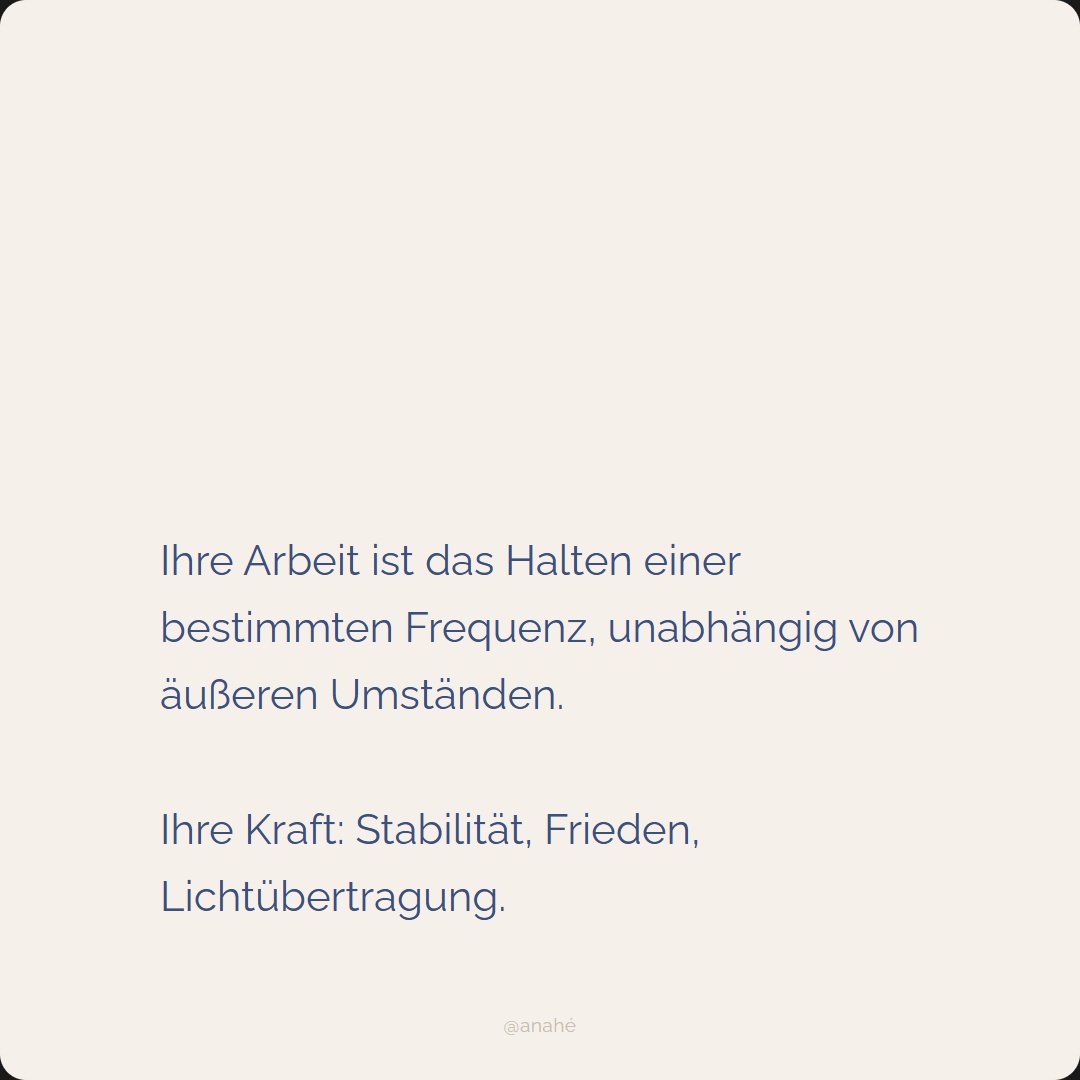 Ihre Arbeit ist das Halten einer
bestimmten Frequenz, unabhängig von
äußeren Umständen.
Ihre Kraft: Stabilität, Frieden,
Lichtübertragung.
@anahé